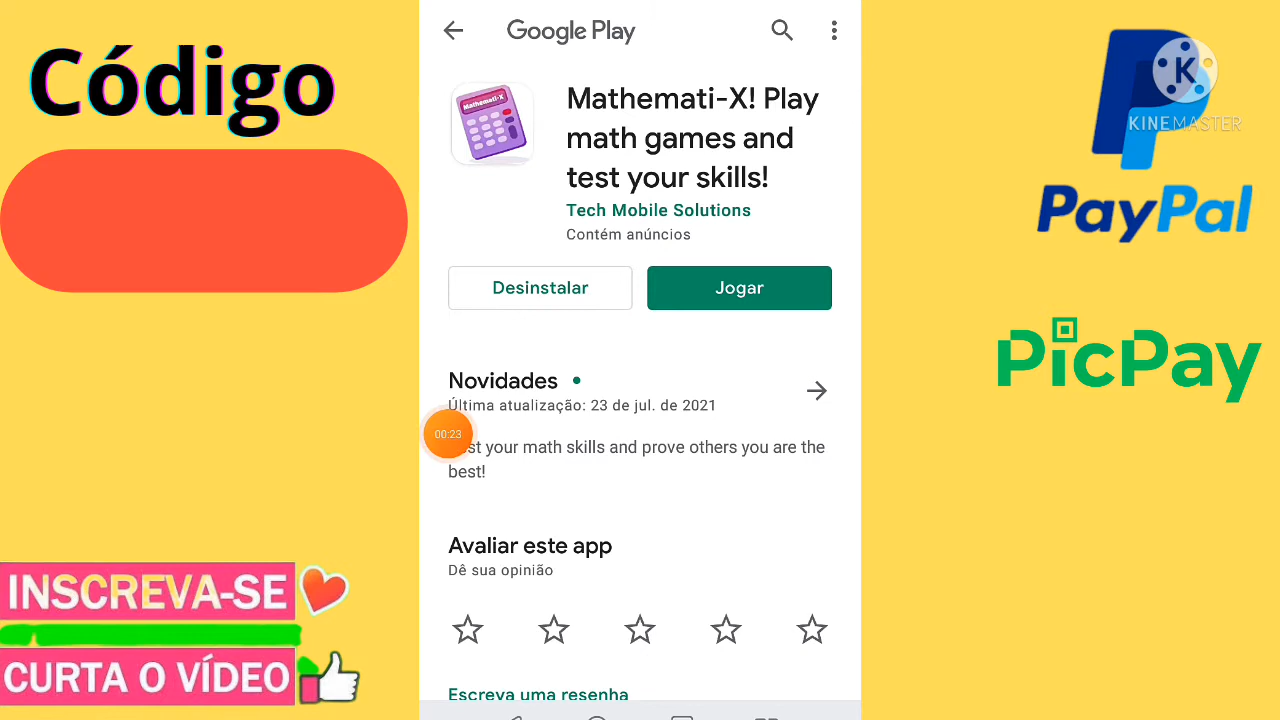 Código
Google Play
Mathemati-X
Mathemati-X! Play
math games and
test your skills!
Tech Mobile Solutions
Contém anúncios
Desinstalar
Jogar
Novidades
Última atualização: 23 de jul. de 2021
00:23
st your math skills and prove others you are the
best!
Avaliar este app
Dê sua opinião
Escreva uma resenha
INSCREVA-SE
CURTA O VÍDEO
K
KINEMASTER
PayPal
PicPay